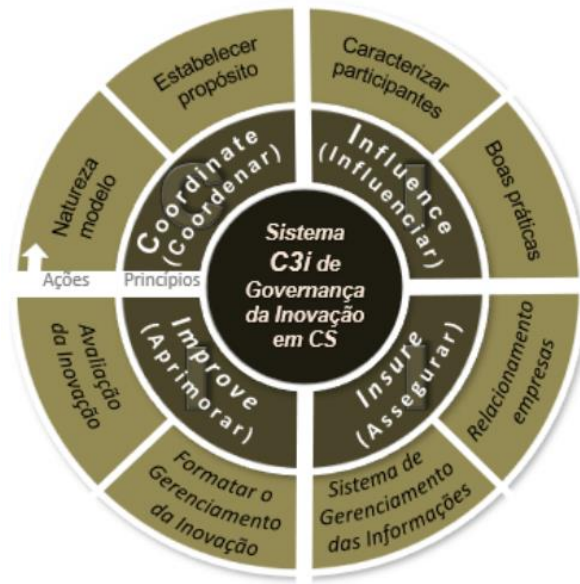 Estabelecer
propósito
Caracterizar
participantes
Natureza
modelo
Coordinate
(Coordenar)
C
Influence
(Influenciar)
I
Boas práticas
Sistema
C3i de
Governança
da Inovação
em CS
Ações
Princípios
Avaliação
da Inovação
Improve
(Aprimorar)
I
Insure
(Assegurar)
I
Relacionamento
empresas
Formatar o
Gerenciamento
da Inovação
Sistema de
Gerenciamento
das Informações